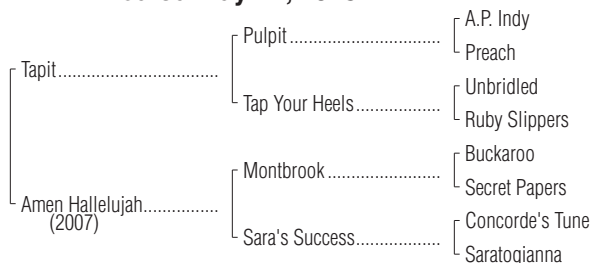 A.P. Indy
Pulpit
Preach
Tapit
Unbridled
Tap Your Heels
Ruby Slippers
Buckaroo
Montbrook
Secret Papers
Amen Hallelujah
(2007)
Concorde's Tune
Sara's Success
Saratogianna